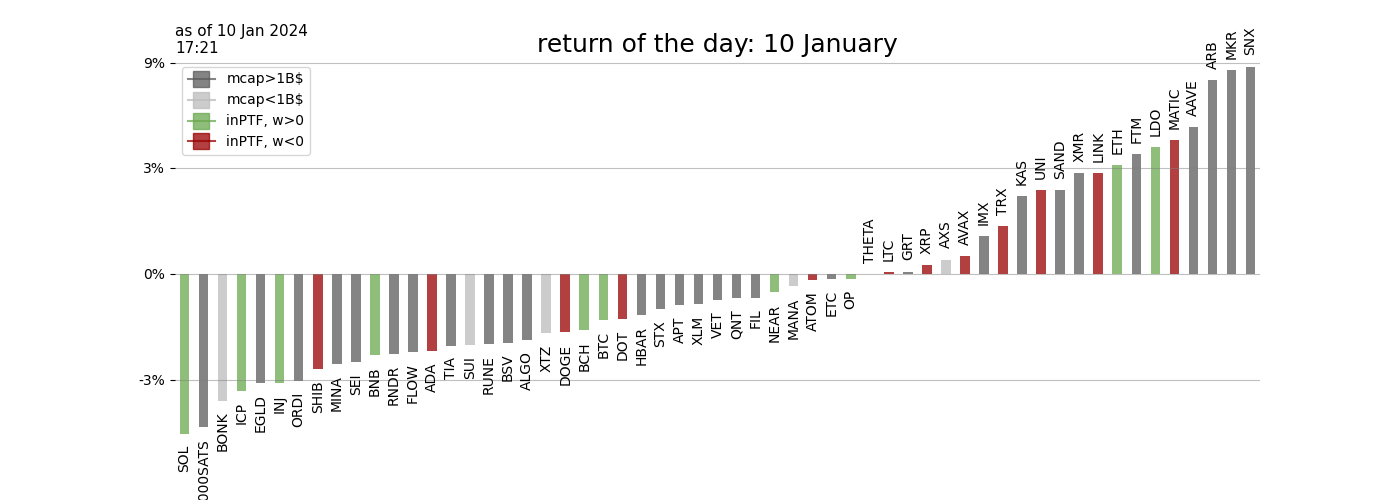 as of 10 Jan 2024
17:21
return of the day: 10 January
9%
3%
0%
-3%
mcap>1B$
mcap<1B$
inPTF, w>0
inPTF, w<0
SOL
000SATS
BONK
ICP
EGLD
INJ
ORDI
SHIB
MINA
SEI
BNB
RNDR
FLOW
ADA
TIA
SUI
RUNE
BSV
ALGO
XTZ
DOGE
BCH
BTC
DOT
HBAR
STX
APT
XLM
VET
QNT
FIL
NEAR
MANA
ATOM
ETC
OP
THETA
LTC
GRT
XRP
AXS
AVAX
IMX
TRX
KAS
UNI
SAND
XMR
LINK
ETH
FTM
LDO
MATIC
AAVE
ARB
MKR
SNX